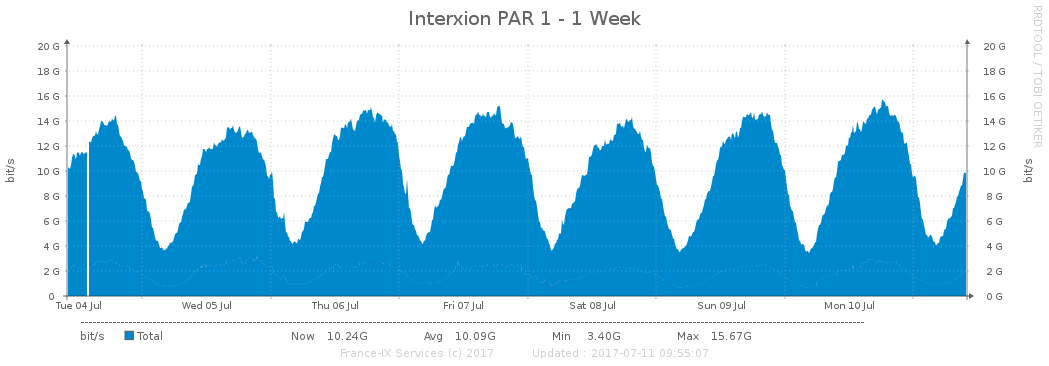 Interxion PAR 1 - 1 Week
RRDTOOL / TOBI OETIKER
20 G 20 G
18 G 18 G
16 G 16 G
14 G 14 G
12 G 12 G
10 G 10 G
8 G 8 G
6 G 6 G
4 G 4 G
2 G 2 G
0 0 G
bit/s
bit/s
Tue 04 Jul Wed 05 Jul Thu 06 Jul Fri 07 Jul Sat 08 Jul Sun 09 Jul Mon 10 Jul
bit/s Total Now 10.24G Avg 10.09G Min 3.40G Max 15.67G
France-IX Services (c) 2017 Updated : 2017-07-11 09:55:07